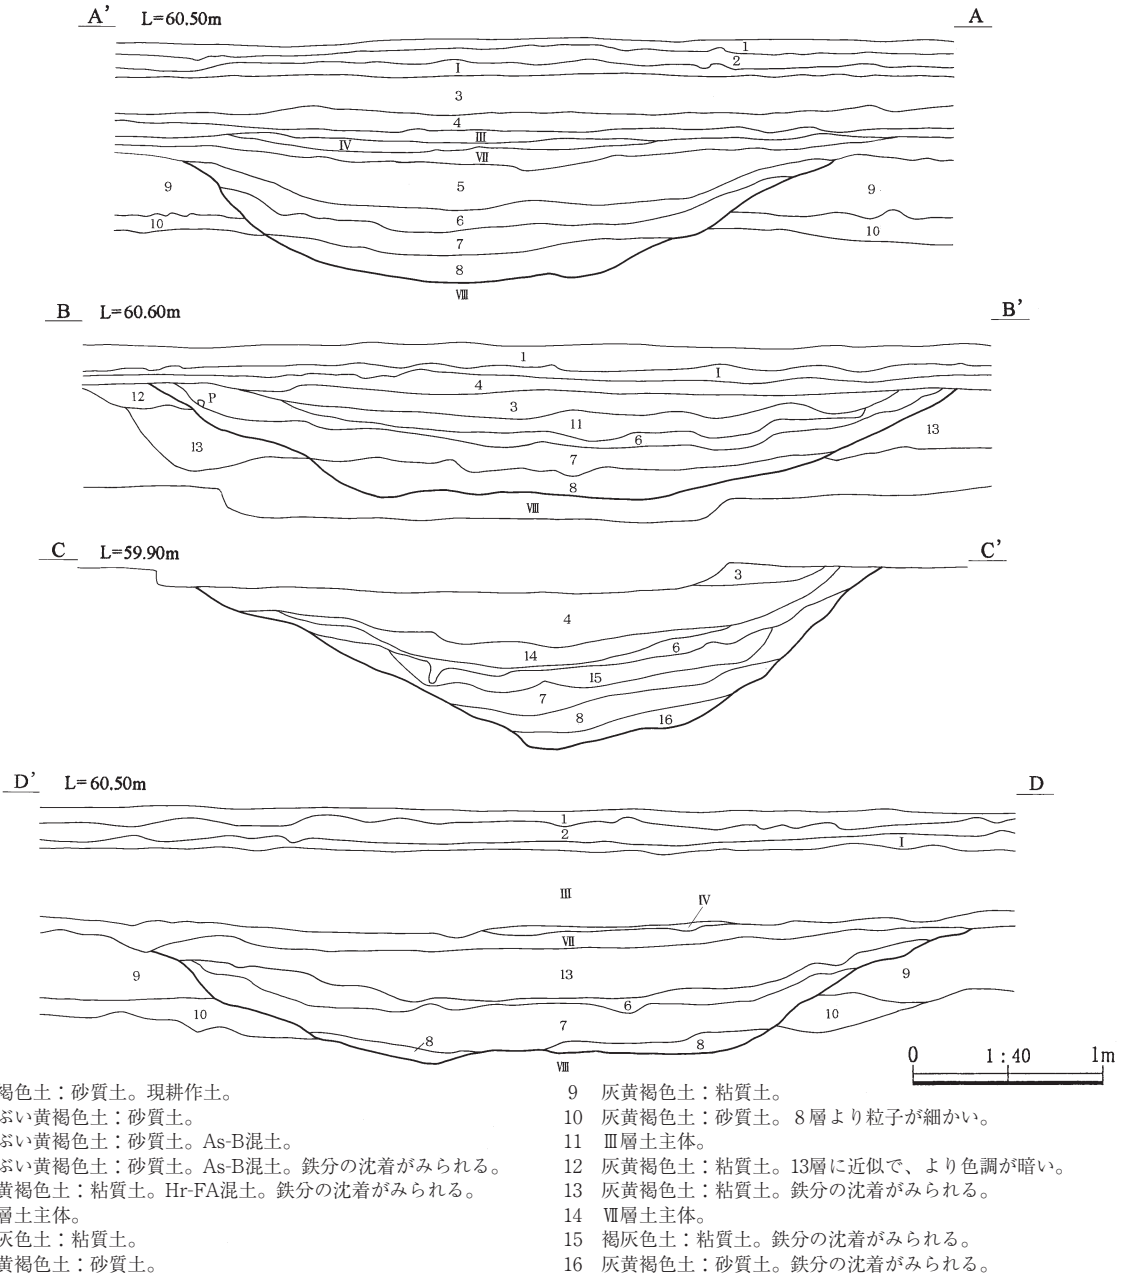 A’ L=60.50m A
1
2
I
3
4
III
IV
VII
5
9 9
6
10 10
7
8
VIII
B L=60.60m B’
1
I
4
12 P
3
11
13
6
13
7
8
VIII
C L=59.90m C’
3
4
6
14
15
7
8 16
D’ L=60.50m D
1
2
I
III
IV
VII
9 13 9
6
10 10
7
8 8
VIII
0 1:40 1m
褐色土：砂質土。現耕作土。
ぶい黄褐色土：砂質土。
ぶい黄褐色土：砂質土。As-B混土。
ぶい黄褐色土：砂質土。As-B混土。鉄分の沈着がみられる。
黄褐色土：粘質土。Hr-FA混土。鉄分の沈着がみられる。
層土主体。
灰色土：粘質土。
黄褐色土：砂質土。
9 灰黄褐色土：粘質土。
10 灰黄褐色土：砂質土。８層より粒子が細かい。
11 Ⅲ層土主体。
12 灰黄褐色土：粘質土。13層に近似で、より色調が暗い。
13 灰黄褐色土：粘質土。鉄分の沈着がみられる。
14 Ⅶ層土主体。
15 褐灰色土：粘質土。鉄分の沈着がみられる。
16 灰黄褐色土：砂質土。鉄分の沈着がみられる。